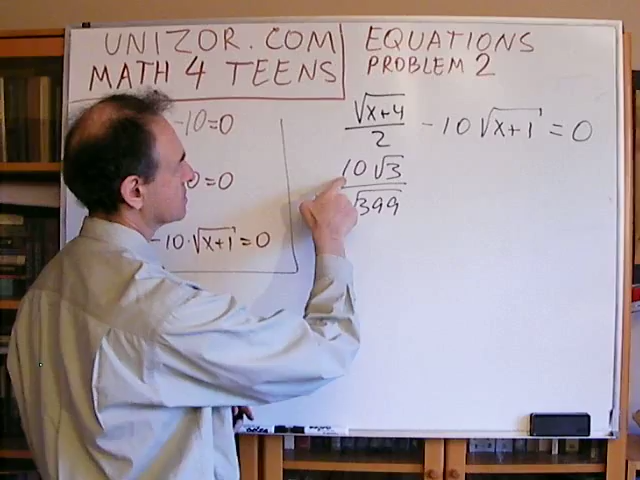 UNIZOR.COM
MATH 4 TEENS
EQUATIONS
PROBLEM 2
-10=0
0=0
-10·√x+1=0
√x+4/2 -10√x+1=0
10√3/√399